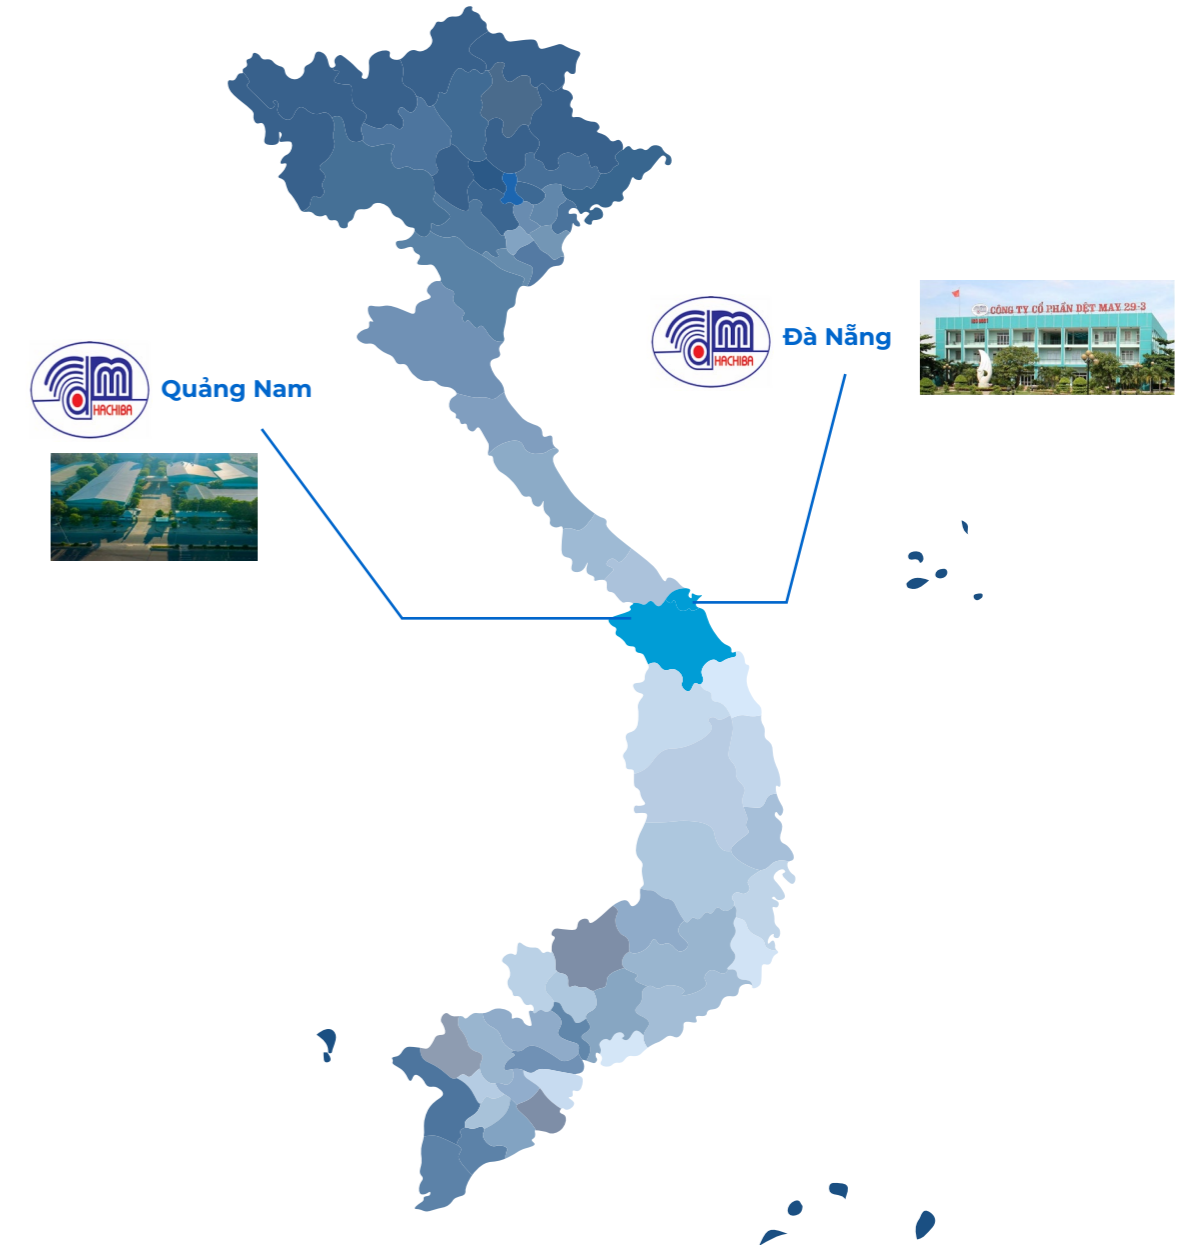 HACHIBA
Đà Nẵng
CÔNG TY CỔ PHẦN DỆT MAY 29-3
HACHIBA
Quảng Nam